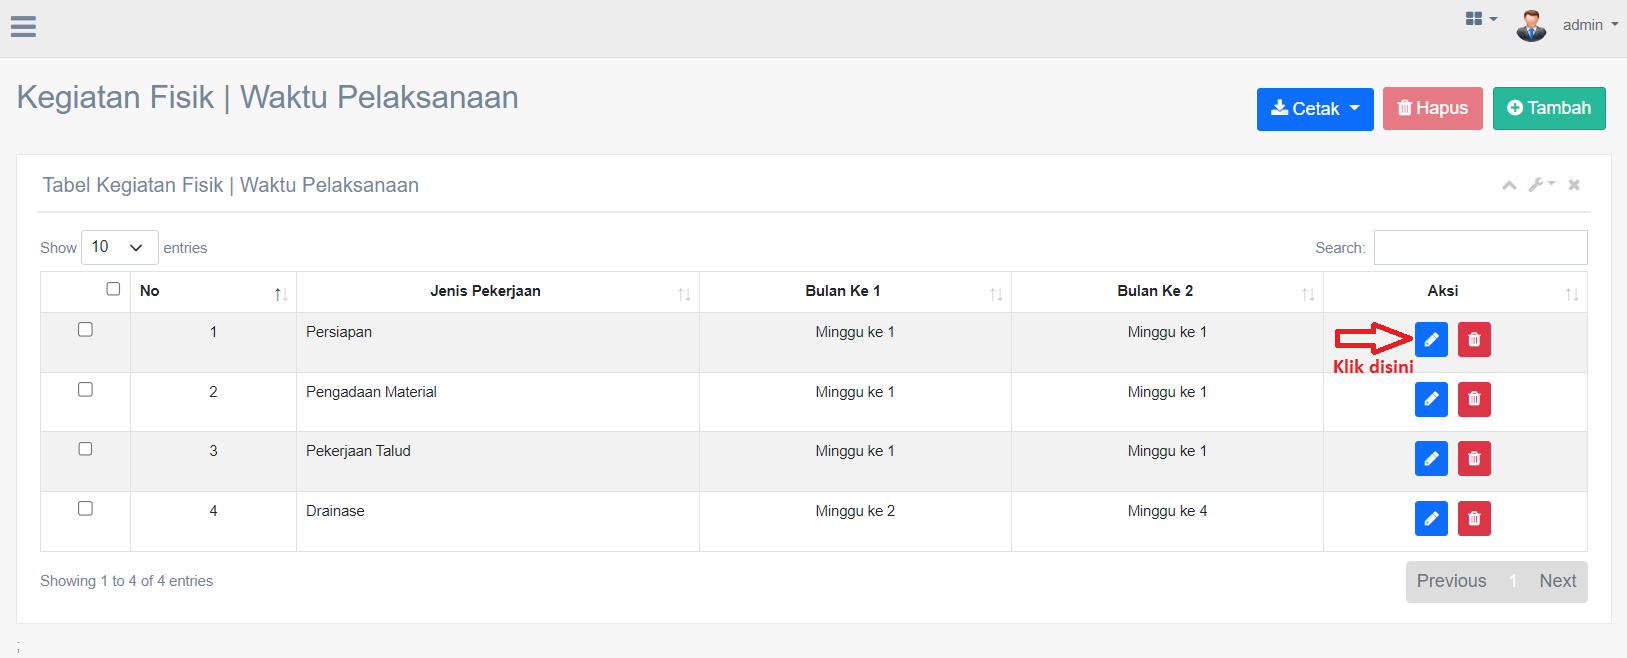 admin
Kegiatan Fisik | Waktu Pelaksanaan
Cetak Hapus Tambah
Tabel Kegiatan Fisik | Waktu Pelaksanaan
Show 10 entries Search:
No Jenis Pekerjaan Bulan Ke 1 Bulan Ke 2 Aksi
1 Persiapan Minggu ke 1 Minggu ke 1
Klik disini
2 Pengadaan Material Minggu ke 1 Minggu ke 1
3 Pekerjaan Talud Minggu ke 1 Minggu ke 1
4 Drainase Minggu ke 2 Minggu ke 4
Showing 1 to 4 of 4 entries Previous 1 Next
;